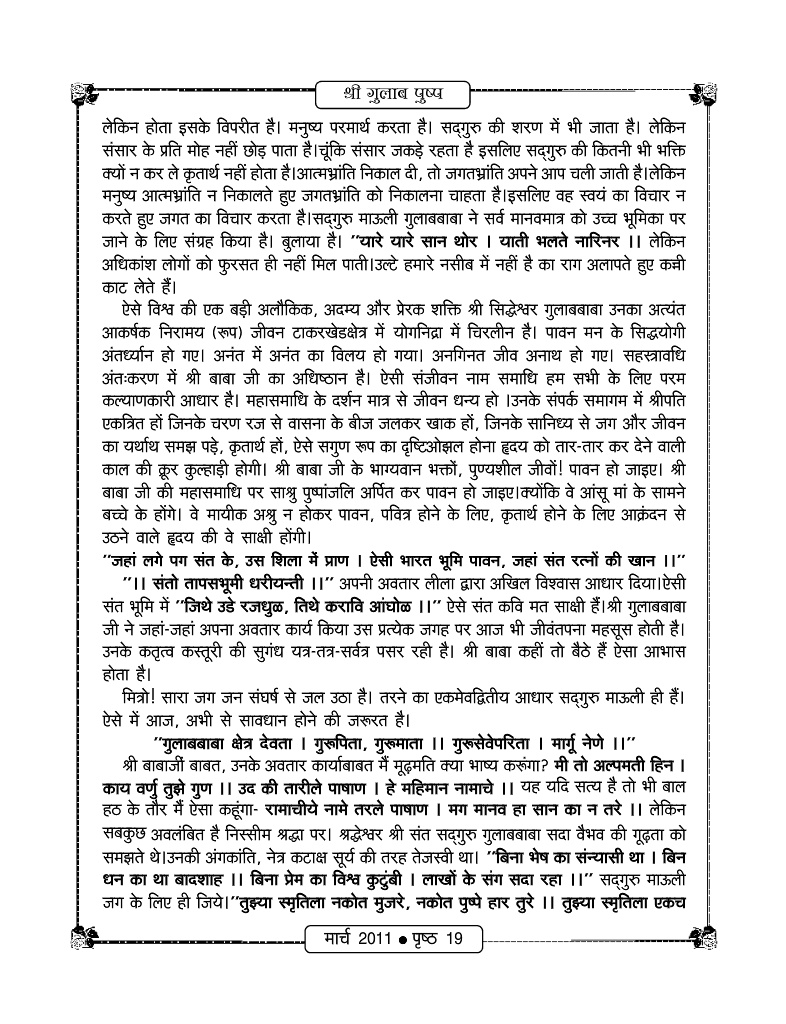 श्री गुलाब पुष्प
लेकिन होता इसके विपरीत है। मनुष्य परमार्थ करता है। सद्‌गुरु की शरण में भी जाता है। लेकिन
संसार के प्रति मोह नहीं छोड़ पाता है।चूंकि संसार जकड़े रहता है इसलिए सद्‌गुरु की कितनी भी भक्ति
क्यों न कर ले कृतार्थ नहीं होता है।आत्मभ्रांति निकाल दी, तो जगतभ्रांति अपने आप चली जाती है।लेकिन
मनुष्य आत्मभ्रांति न निकालते हुए जगतभ्रांति को निकालना चाहता है।इसलिए वह स्वयं का विचार न
करते हुए जगत का विचार करता है।सद्‌गुरु माऊली गुलाबबाबा ने सर्व मानवमात्र को उच्च भूमिका पर
जाने के लिए संग्रह किया है। बुलाया है। ''यारे यारे सान थोर । याती भलते नारिनर ।। लेकिन
अधिकांश लोगों को फुरसत ही नहीं मिल पाती।उल्टे हमारे नसीब में नहीं है का राग अलापते हुए कन्नी
काट लेते हैं।
ऐसे विश्व की एक बड़ी अलौकिक, अदम्य और प्रेरक शक्ति श्री सिद्धेश्वर गुलाबबाबा उनका अत्यंत
आकर्षक निरामय (रूप) जीवन टाकरखेडक्षेत्र में योगनिद्रा में चिरलीन है। पावन मन के सिद्धयोगी
अंतर्ध्यान हो गए। अनंत में अनंत का विलय हो गया। अनगिनत जीव अनाथ हो गए। सहस्त्रावधि
अंतःकरण में श्री बाबा जी का अधिष्ठान है। ऐसी संजीवन नाम समाधि हम सभी के लिए परम
कल्याणकारी आधार है। महासमाधि के दर्शन मात्र से जीवन धन्य हो ।उनके संपर्क समागम में श्रीपति
एकत्रित हों जिनके चरण रज से वासना के बीज जलकर खाक हों, जिनके सानिध्य से जग और जीवन
का यर्थाथ समझ पड़े, कृतार्थ हों, ऐसे सगुण रूप का दृष्टिओझल होना हृदय को तार-तार कर देने वाली
काल की क्रूर कुल्हाड़ी होगी। श्री बाबा जी के भाग्यवान भक्तों, पुण्यशील जीवों! पावन हो जाइए। श्री
बाबा जी की महासमाधि पर साश्रु पुष्पांजलि अर्पित कर पावन हो जाइए।क्योंकि वे आंसू मां के सामने
बच्चे के होंगे। वे मायीक अश्रु न होकर पावन, पवित्र होने के लिए, कृतार्थ होने के लिए आक्रंदन से
उठने वाले हृदय की वे साक्षी होंगी।
''जहां लगे पग संत के, उस शिला में प्राण । ऐसी भारत भूमि पावन, जहां संत रत्नों की खान ।।''
''।। संतो तापसभूमी धरीयन्ती ।।'' अपनी अवतार लीला द्वारा अखिल विश्वास आधार दिया।ऐसी
संत भूमि में ''जिथे उडे रजधुळ, तिथे करावि आंघोळ ।।'' ऐसे संत कवि मत साक्षी हैं।श्री गुलाबबाबा
जी ने जहां-जहां अपना अवतार कार्य किया उस प्रत्येक जगह पर आज भी जीवंतपना महसूस होती है।
उनके कतृत्व कस्तूरी की सुगंध यत्र-तत्र-सर्वत्र पसर रही है। श्री बाबा कहीं तो बैठे हैं ऐसा आभास
होता है।
मित्रो! सारा जग जन संघर्ष से जल उठा है। तरने का एकमेवद्वितीय आधार सद्‌गुरु माऊली ही हैं।
ऐसे में आज, अभी से सावधान होने की जरूरत है।
''गुलाबबाबा क्षेत्र देवता । गुरूपिता, गुरूमाता ।। गुरूसेवेपरिता । मार्गू नेणे ।।''
श्री बाबाजीं बाबत, उनके अवतार कार्याबाबत मैं मूढ़मति क्या भाष्य करूंगा? मी तो अल्पमती हिन ।
काय वर्णु तुझे गुण ।। उद की तारीले पाषाण । हे महिमान नामाचे ।। यह यदि सत्य है तो भी बाल
हठ के तौर मैं ऐसा कहूंगा- रामाचीये नामे तरले पाषाण । मग मानव हा सान का न तरे ।। लेकिन
सबकुछ अवलंबित है निस्सीम श्रद्धा पर। श्रद्धेश्वर श्री संत सद्‌गुरु गुलाबबाबा सदा वैभव की गूढ़ता को
समझते थे।उनकी अंगकांति, नेत्र कटाक्ष सूर्य की तरह तेजस्वी था। ''बिना भेष का संन्यासी था । बिन
धन का था बादशाह ।। बिना प्रेम का विश्व कुटुंबी । लाखों के संग सदा रहा ।।'' सद्‌गुरु माऊली
जग के लिए ही जिये।''तुझ्या स्मृतिला नकोत मुजरे, नकोत पुष्पे हार तुरे ।। तुझ्या स्मृतिला एकच
मार्च 2011 ● पृष्ठ 19